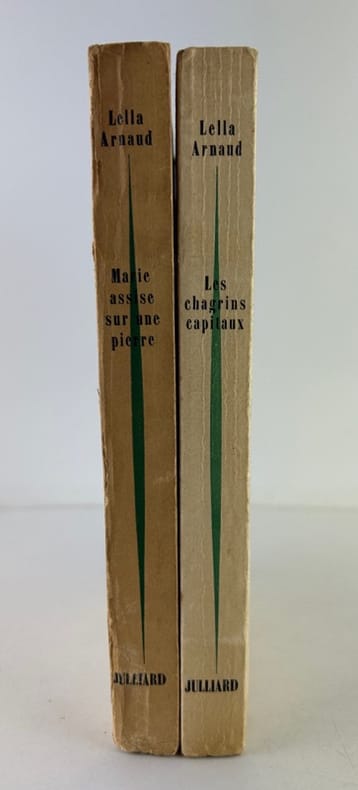 Lella
Arnaud
Marie
assise
sur une
pierre
JULLIARD
Lella
Arnaud
Les
chagrins
capitaux
JULLIARD